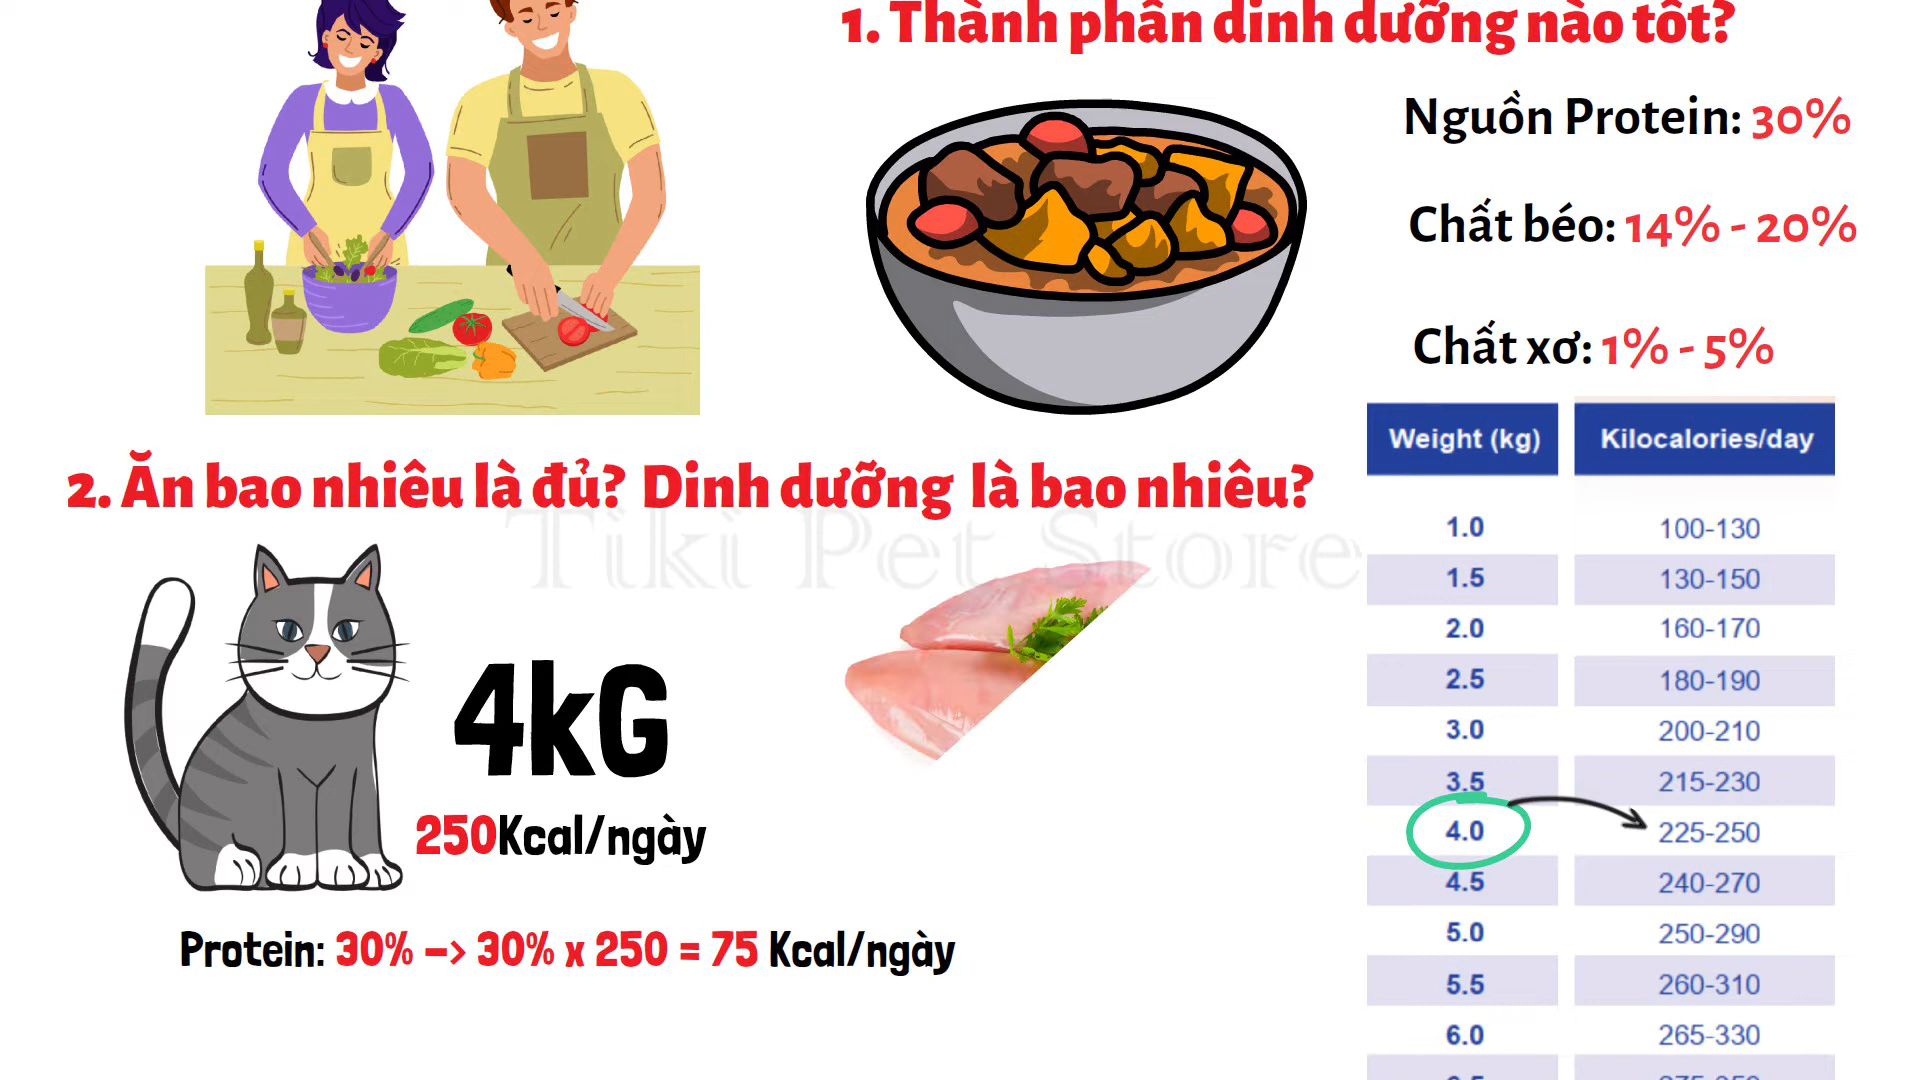 1. Thành phần dinh dưỡng nào tốt?
Nguồn Protein: 30%
Chất béo: 14% - 20%
Chất xơ: 1% - 5%
2. Ăn bao nhiêu là đủ? Dinh dưỡng là bao nhiêu?
Tiki Pet Store
4kG
250Kcal/ngày
Protein: 30% –> 30% x 250 = 75 Kcal/ngày
Weight (kg) Kilocalories/day
1.0 100-130
1.5 130-150
2.0 160-170
2.5 180-190
3.0 200-210
3.5 215-230
4.0 225-250
4.5 240-270
5.0 250-290
5.5 260-310
6.0 265-330